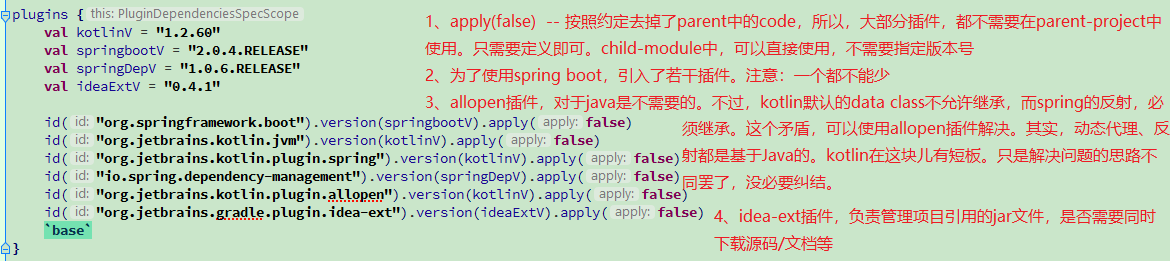 plugins { this: PluginDependenciesSpecScope
val kotlinV = "1.2.60"
val springbootV = "2.0.4.RELEASE"
val springDepV = "1.0.6.RELEASE"
val ideaExtV = "0.4.1"
id( id: "org.springframework.boot").version(springbootV).apply( apply: false)
id( id: "org.jetbrains.kotlin.jvm").version(kotlinV).apply( apply: false)
id( id: "org.jetbrains.kotlin.plugin.spring").version(kotlinV).apply( apply: false)
id( id: "io.spring.dependency-management").version(springDepV).apply( apply: false)
id( id: "org.jetbrains.kotlin.plugin.allopen").version(kotlinV).apply( apply: false)
id( id: "org.jetbrains.gradle.plugin.idea-ext").version(ideaExtV).apply( apply: false)
`base`
}
1、apply(false) -- 按照约定去掉了parent中的code，所以，大部分插件，都不需要在parent-project中
使用。只需要定义即可。child-module中，可以直接使用，不需要指定版本号
2、为了使用spring boot，引入了若干插件。注意：一个都不能少
3、allopen插件，对于java是不需要的。不过，kotlin默认的data class不允许继承，而spring的反射，必
须继承。这个矛盾，可以使用allopen插件解决。其实，动态代理、反
射都是基于Java的。kotlin在这块儿有短板。只是解决问题的思路不
同罢了，没必要纠结。
4、idea-ext插件，负责管理项目引用的jar文件，是否需要同时
下载源码/文档等